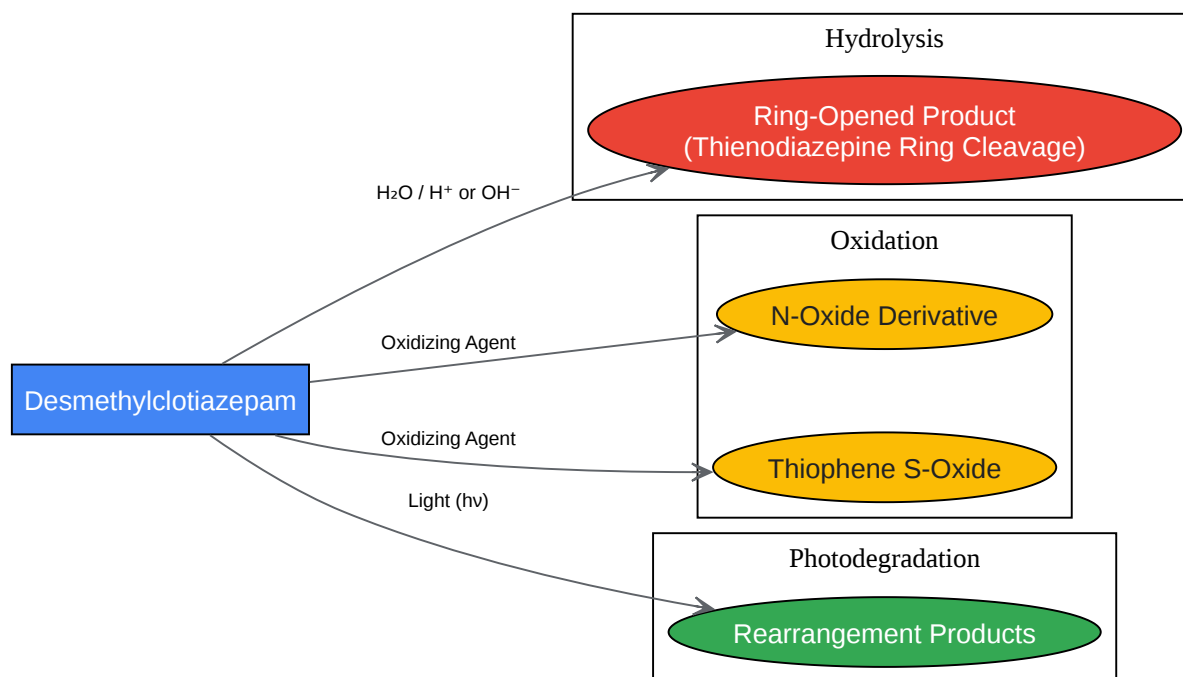 Hydrolysis
Ring-Opened Product
(Thienodiazepine Ring Cleavage)
H₂O / H⁺ or OH⁻
Oxidation
N-Oxide Derivative
Oxidizing Agent
Desmethylclotiazepam
Oxidizing Agent
Thiophene S-Oxide
Light (hν)
Photodegradation
Rearrangement Products